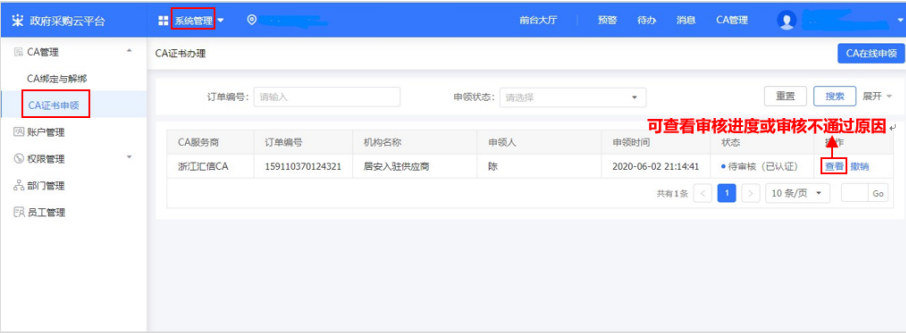 政府采购云平台 系统管理 前台大厅 预警 待办 消息 CA管理
CA管理 CA证书办理 CA在线申领
CA绑定与解绑
CA证书申领 订单编号： 请输入 申领状态： 请选择 重置 搜索 展开
账户管理 可查看审核进度或审核不通过原因
CA服务商 订单编号 机构名称 申领人 申领时间 状态 操作
权限管理 浙江汇信CA 159110370124321 居安入驻供应商 陈 2020-06-02 21:14:41 待审核（已认证） 查看 撤销
部门管理 共有1条 < 1 > 10 条/页 Go
员工管理